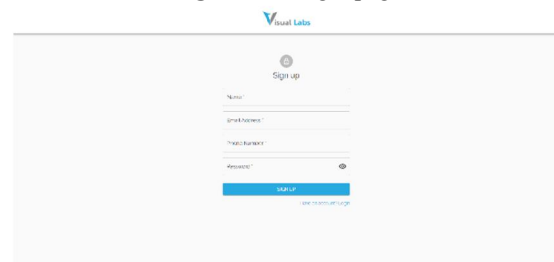 Visual Labs
Sign up
Name *
Email Address *
Phone Number *
Password *
SIGN UP